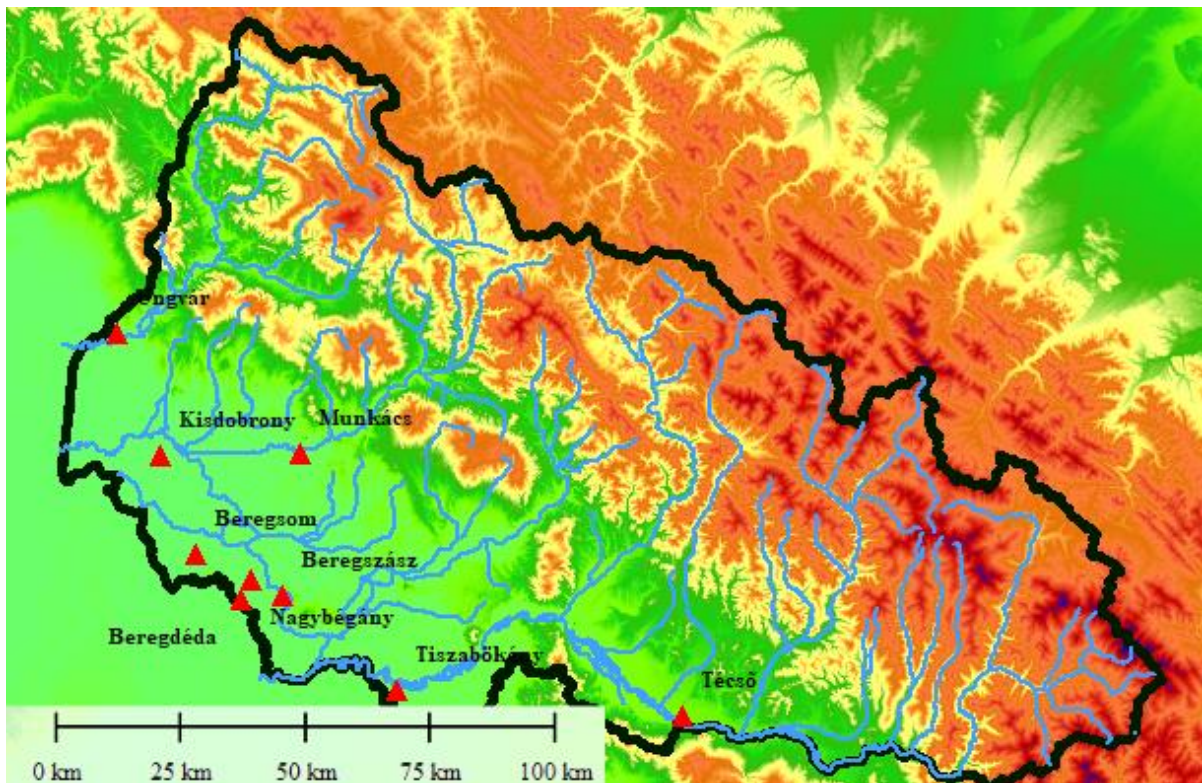 Ungvár
Kisdobrony
Munkács
Beregsom
Beregszász
Nagybégány
Beregdéda
Tiszabökény
Técső
0 km
25 km
50 km
75 km
100 km